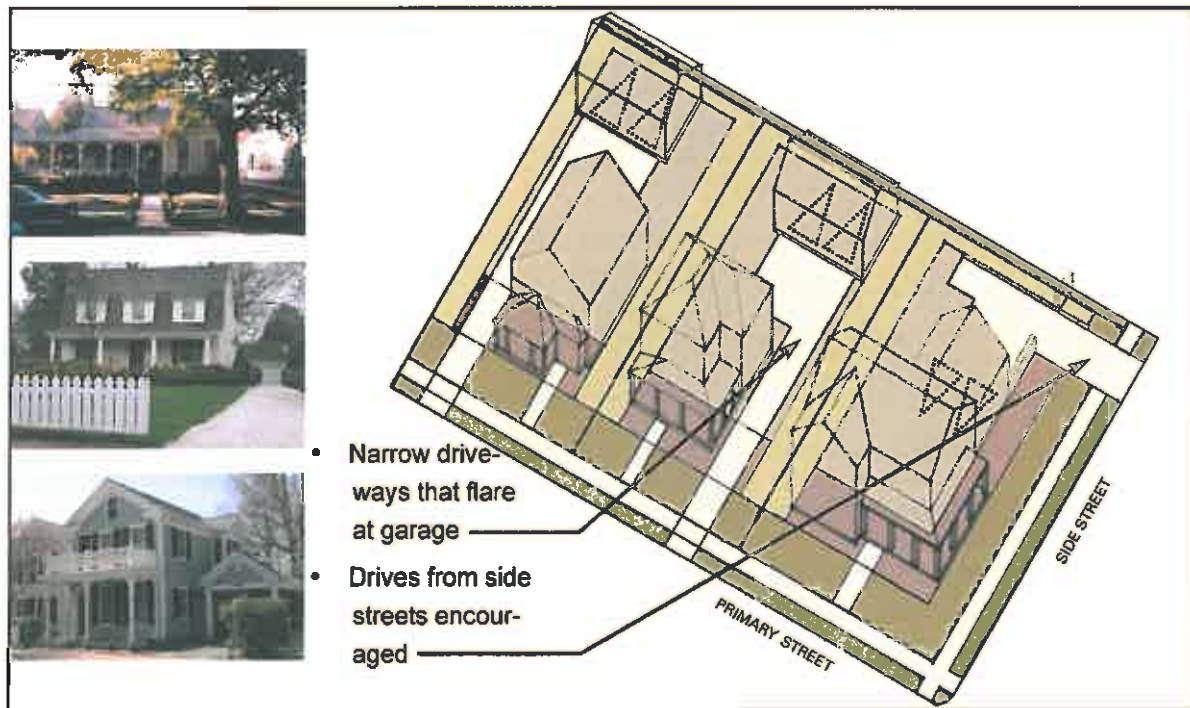 • Narrow drive-
ways that flare
at garage
• Drives from side
streets encour-
aged
PRIMARY STREET
SIDE STREET